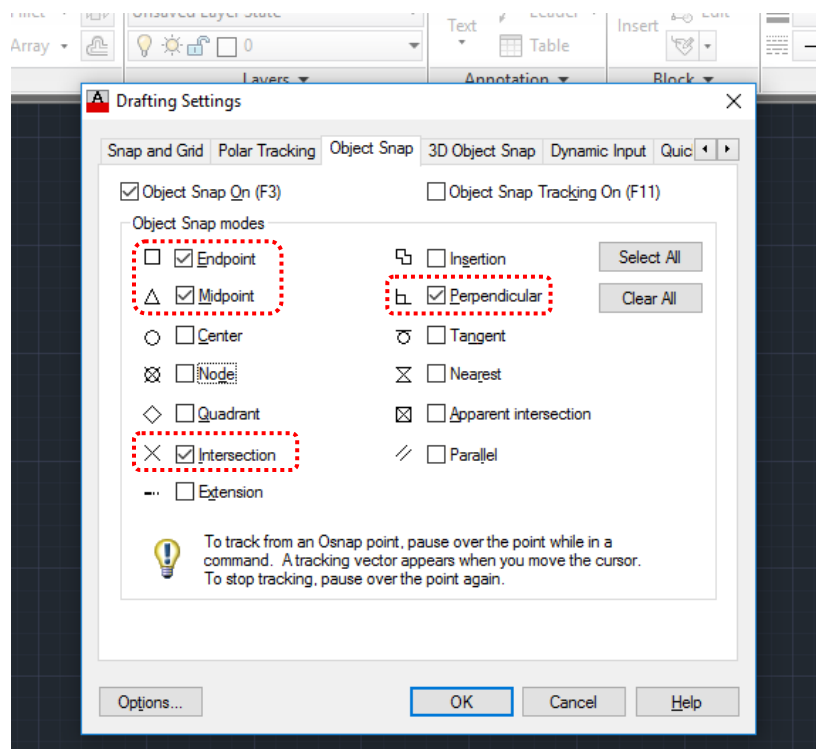 Array
0
Text
Table
Insert
Layers
Annotation
Block
A Drafting Settings
Snap and Grid Polar Tracking Object Snap 3D Object Snap Dynamic Input Quic
Object Snap On (F3)
Object Snap Tracking On (F11)
Object Snap modes
Endpoint
Insertion
Select All
Midpoint
Perpendicular
Clear All
Center
Tangent
Node
Nearest
Quadrant
Apparent intersection
Intersection
Parallel
Extension
To track from an Osnap point, pause over the point while in a
command. A tracking vector appears when you move the cursor.
To stop tracking, pause over the point again.
Options... OK Cancel Help